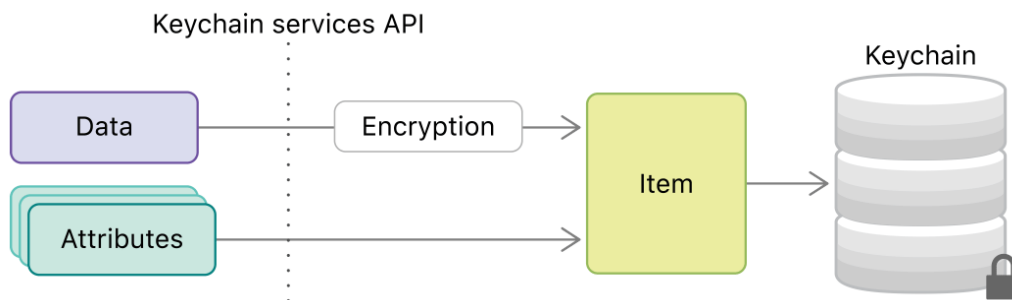 Keychain services API
Keychain
Data
Encryption
Item
Attributes